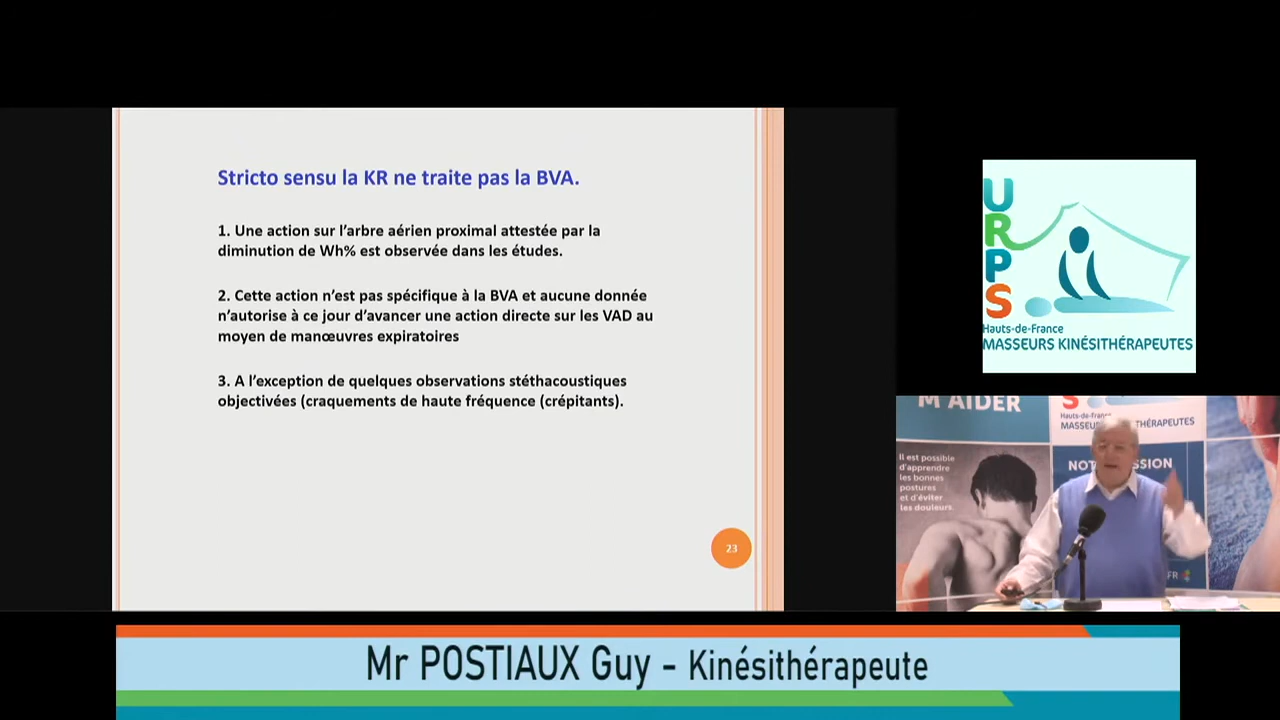 Stricto sensu la KR ne traite pas la BVA.
1. Une action sur l’arbre aérien proximal attestée par la
diminution de Wh% est observée dans les études.
2. Cette action n’est pas spécifique à la BVA et aucune donnée
n’autorise à ce jour d’avancer une action directe sur les VAD au
moyen de manœuvres expiratoires
3. A l’exception de quelques observations stéthacoustiques
objectivées (craquements de haute fréquence (crépitants).
23
URPS
Hauts-de-France
MASSEURS KINÉSITHÉRAPEUTES
M'AIDER
Hauts-de-France
Il est possible
d'apprendre
les bonnes
postures
et d'éviter
les douleurs.
Mr POSTIAUX Guy - Kinésithérapeute